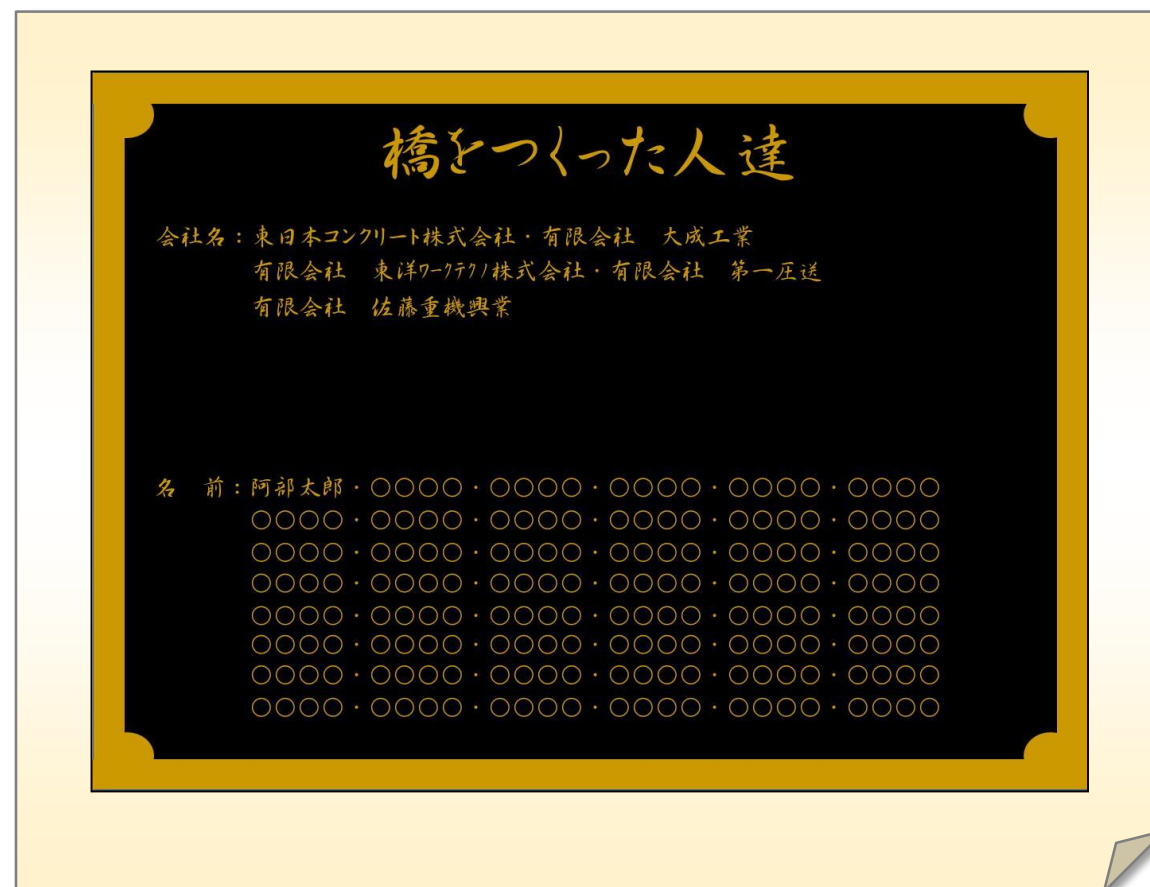 橋をつくった人達
会社名：東日本コンクリート株式会社・有限会社　大成工業
有限会社　東洋ﾜｰｸﾃｸﾉ株式会社・有限会社　第一圧送
有限会社　佐藤重機興業
名　前：阿部太郎・○○○○・○○○○・○○○○・○○○○・○○○○
○○○○・○○○○・○○○○・○○○○・○○○○・○○○○
○○○○・○○○○・○○○○・○○○○・○○○○・○○○○
○○○○・○○○○・○○○○・○○○○・○○○○・○○○○
○○○○・○○○○・○○○○・○○○○・○○○○・○○○○
○○○○・○○○○・○○○○・○○○○・○○○○・○○○○
○○○○・○○○○・○○○○・○○○○・○○○○・○○○○
○○○○・○○○○・○○○○・○○○○・○○○○・○○○○